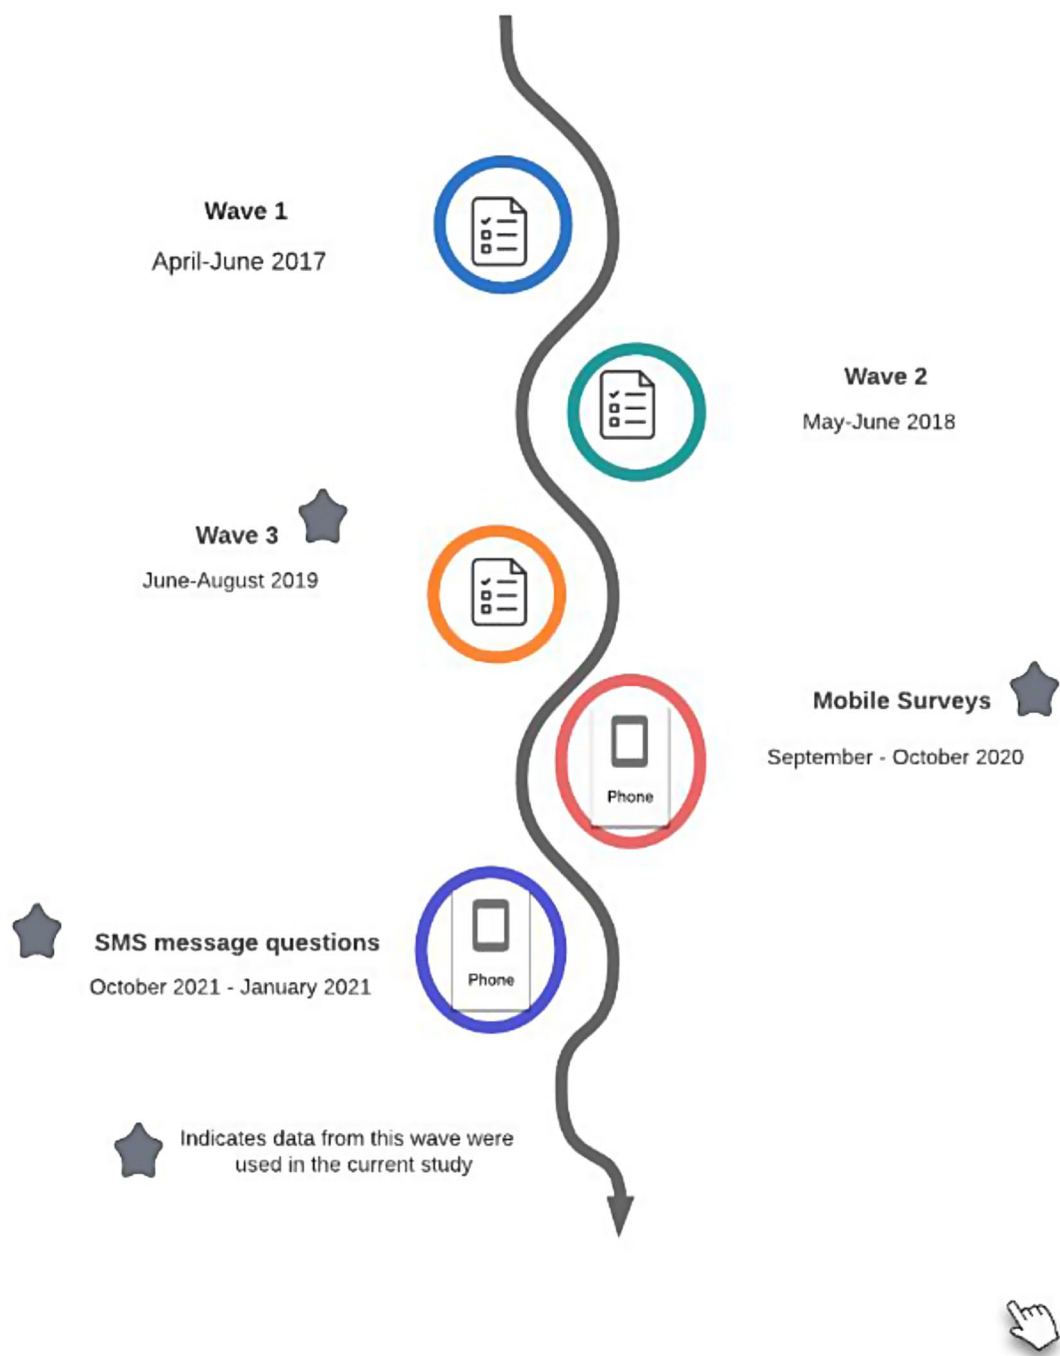 Wave 1
April-June 2017
Wave 2
May-June 2018
Wave 3
June-August 2019
Mobile Surveys
September - October 2020
Phone
SMS message questions
October 2021 - January 2021
Phone
Indicates data from this wave were
used in the current study